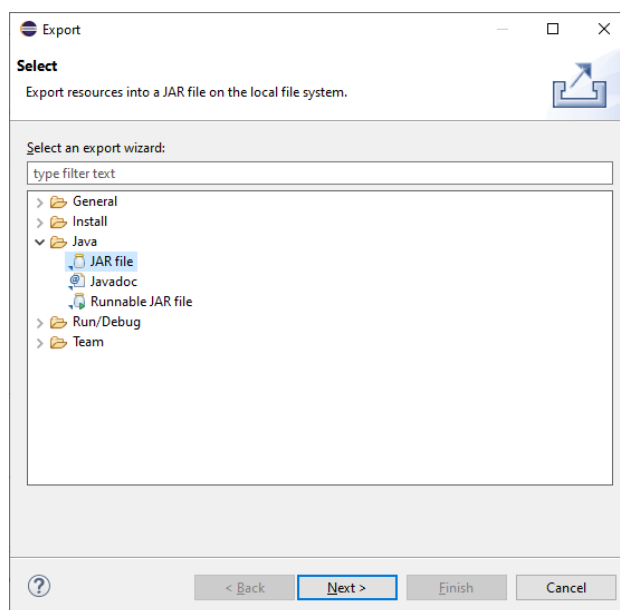 Export
Select
Export resources into a JAR file on the local file system.
Select an export wizard:
type filter text
General
Install
Java
JAR file
Javadoc
Runnable JAR file
Run/Debug
Team
< Back
Next >
Finish
Cancel